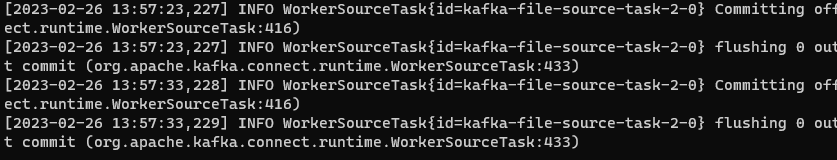 [2023-02-26 13:57:23,227] INFO WorkerSourceTask{id=kafka-file-source-task-2-0} Committing off
ect.runtime.WorkerSourceTask:416)
[2023-02-26 13:57:23,227] INFO WorkerSourceTask{id=kafka-file-source-task-2-0} flushing 0 out
t commit (org.apache.kafka.connect.runtime.WorkerSourceTask:433)
[2023-02-26 13:57:33,228] INFO WorkerSourceTask{id=kafka-file-source-task-2-0} Committing off
ect.runtime.WorkerSourceTask:416)
[2023-02-26 13:57:33,229] INFO WorkerSourceTask{id=kafka-file-source-task-2-0} flushing 0 out
t commit (org.apache.kafka.connect.runtime.WorkerSourceTask:433)